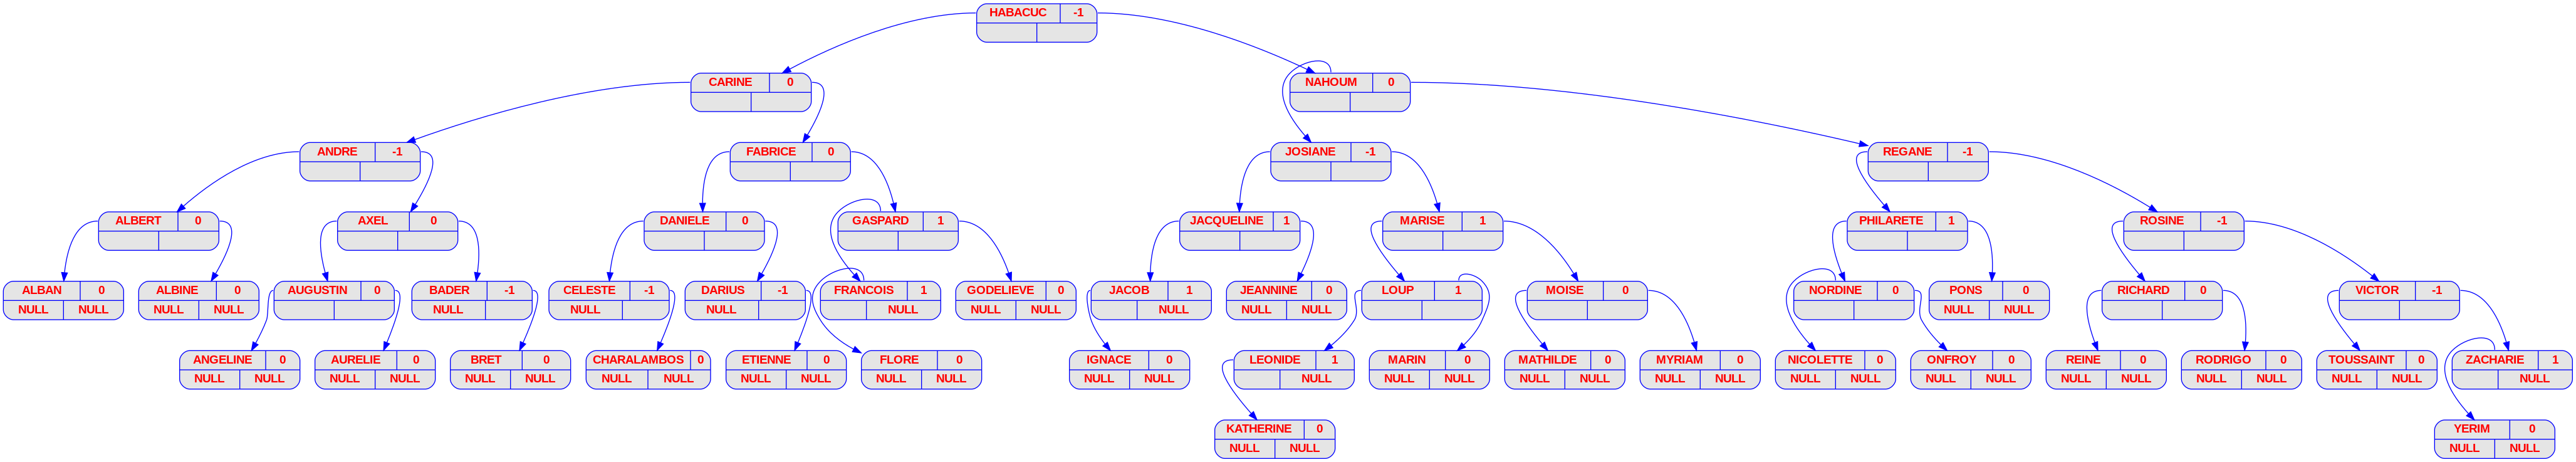 HABACUC -1
CARINE 0
NAHOUM 0
ANDRE -1
FABRICE 0
JOSIANE -1
REGANE -1
ALBERT 0
AXEL 0
DANIELE 0
GASPARD 1
JACQUELINE 1
MARISE 1
PHILARETE 1
ROSINE -1
ALBAN 0
NULL NULL
ALBINE 0
NULL NULL
AUGUSTIN 0
BADER -1
NULL
CELESTE -1
NULL
DARIUS -1
NULL
FRANCOIS 1
NULL
GODELIEVE 0
NULL NULL
JACOB 1
NULL
JEANNINE 0
NULL NULL
LOUP 1
MOISE 0
NORDINE 0
PONS 0
NULL NULL
RICHARD 0
VICTOR -1
ANGELINE 0
NULL NULL
AURELIE 0
NULL NULL
BRET 0
NULL NULL
CHARALAMBOS 0
NULL NULL
ETIENNE 0
NULL NULL
FLORE 0
NULL NULL
IGNACE 0
NULL NULL
LEONIDE 1
NULL
MARIN 0
NULL NULL
MATHILDE 0
NULL NULL
MYRIAM 0
NULL NULL
NICOLETTE 0
NULL NULL
ONFROY 0
NULL NULL
REINE 0
NULL NULL
RODRIGO 0
NULL NULL
TOUSSAINT 0
NULL NULL
ZACHARIE 1
NULL
KATHERINE 0
NULL NULL
YERIM 0
NULL NULL